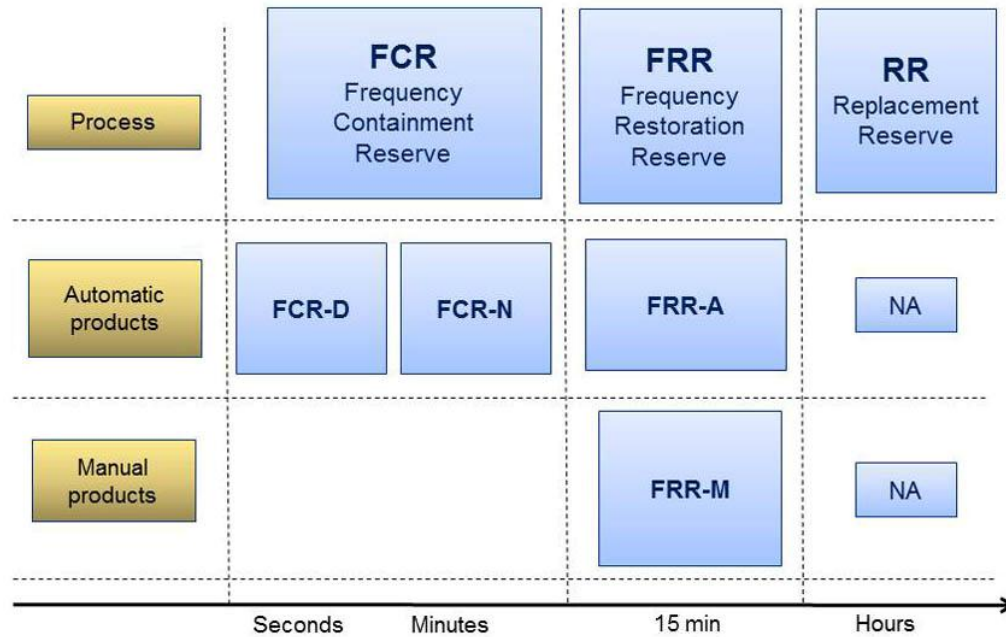 Process
FCR
Frequency
Containment
Reserve
FRR
Frequency
Restoration
Reserve
RR
Replacement
Reserve
Automatic
products
FCR-D
FCR-N
FRR-A
NA
Manual
products
FRR-M
NA
Seconds
Minutes
15 min
Hours